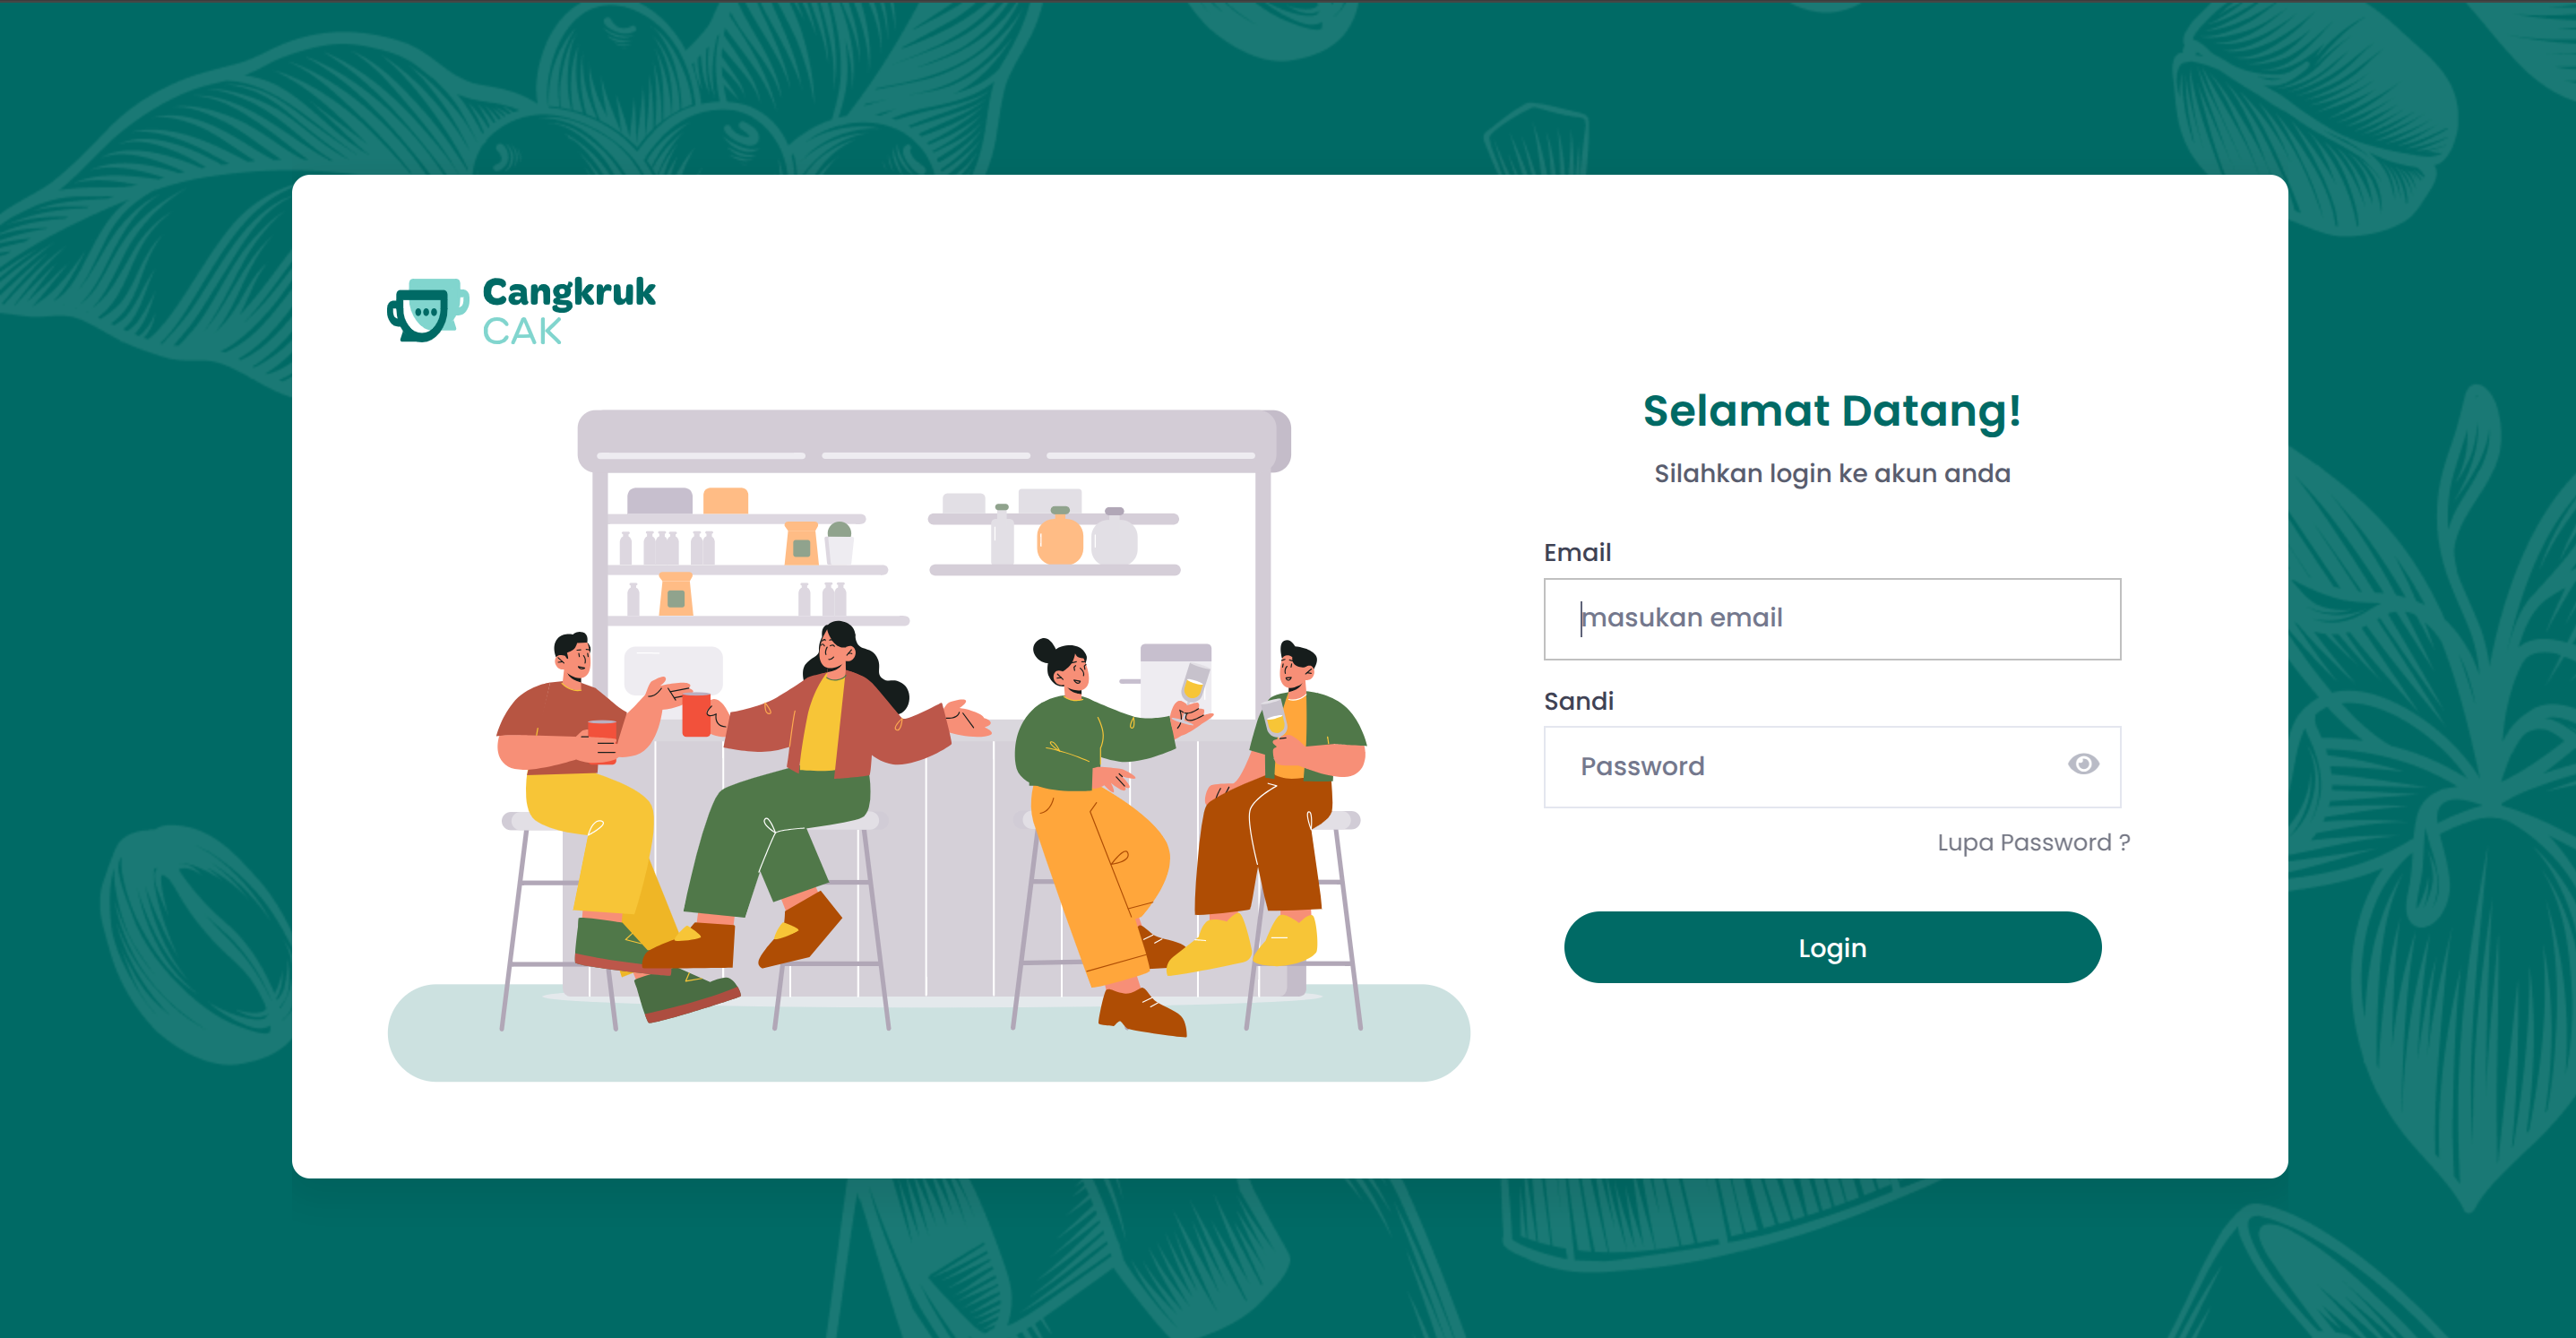 Cangkruk
CAK
Selamat Datang!
Silahkan login ke akun anda
Email
masukan email
Sandi
Password
Lupa Password ?
Login